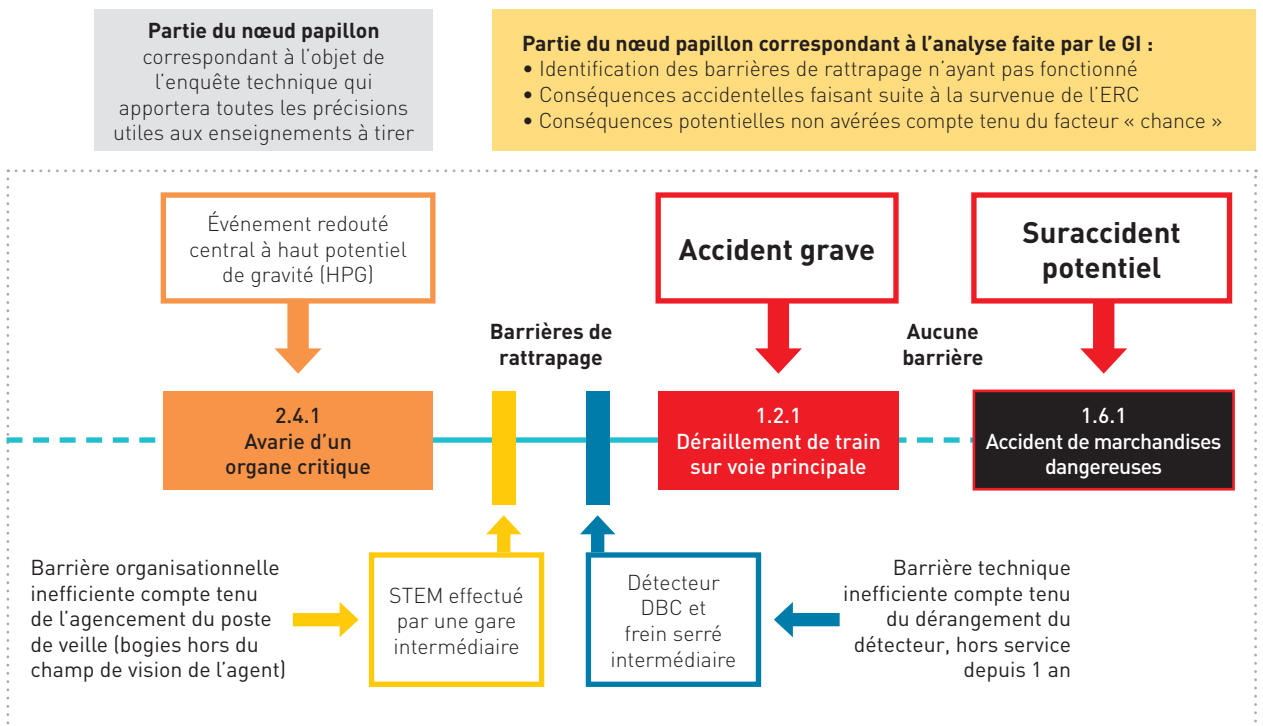 Partie du nœud papillon
correspondant à l’objet de
l’enquête technique qui
apportera toutes les précisions
utiles aux enseignements à tirer
Partie du nœud papillon correspondant à l’analyse faite par le GI :
• Identification des barrières de rattrapage n’ayant pas fonctionné
• Conséquences accidentelles faisant suite à la survenue de l’ERC
• Conséquences potentielles non avérées compte tenu du facteur « chance »
Événement redouté
central à haut potentiel
de gravité (HPG)
Accident grave
Suraccident
potentiel
Barrières de
rattrapage
Aucune
barrière
2.4.1
Avarie d’un
organe critique
1.2.1
Déraillement de train
sur voie principale
1.6.1
Accident de marchandises
dangereuses
Barrière organisationnelle
inefficiente compte tenu
de l’agencement du poste
de veille (bogies hors du
champ de vision de l’agent)
STEM effectué
par une gare
intermédiaire
Détecteur
DBC et
frein serré
intermédiaire
Barrière technique
inefficiente compte tenu
du dérangement du
détecteur, hors service
depuis 1 an